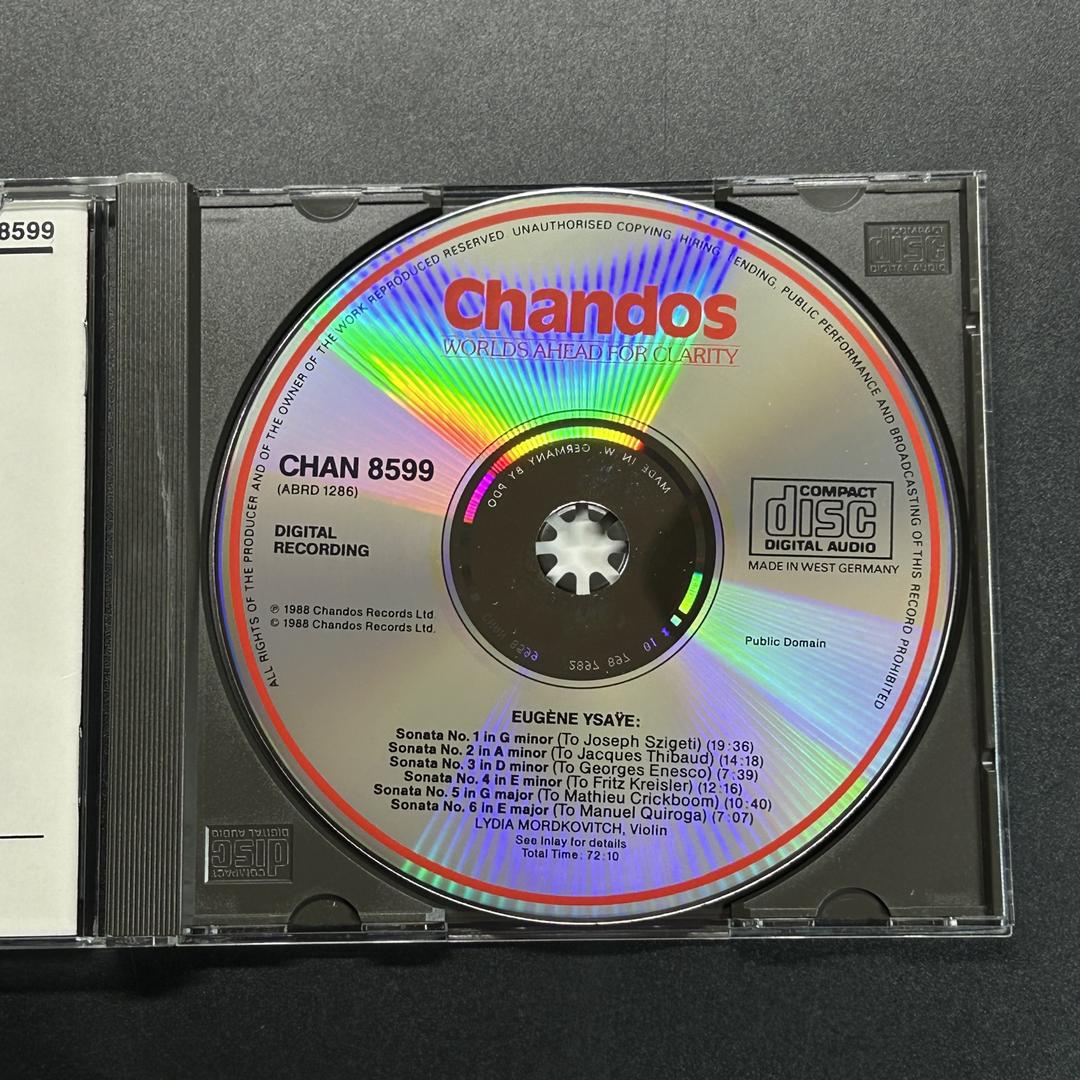 8599
ALL RIGHTS OF THE PRODUCER AND OF THE OWNER OF THE WORK REPRODUCED RESERVED UNAUTHORISED COPYING, HIRING, LENDING, PUBLIC PERFORMANCE AND BROADCASTING OF THIS RECORD PROHIBITED
Chandos
WORLDS AHEAD FOR CLARITY
COMPACT
disc
DIGITAL AUDIO
MADE IN W. GERMANY BY PDO
CHAN 8599
(ABRD 1286)
DIGITAL
RECORDING
COMPACT
disc
DIGITAL AUDIO
MADE IN WEST GERMANY
℗ 1988 Chandos Records Ltd.
© 1988 Chandos Records Ltd.
Public Domain
2897 897 01
EUGÈNE YSAŸE:
Sonata No. 1 in G minor (To Joseph Szigeti) (19:36)
Sonata No. 2 in A minor (To Jacques Thibaud) (14:18)
Sonata No. 3 in D minor (To Georges Enesco) (7:39)
Sonata No. 4 in E minor (To Fritz Kreisler) (12:16)
Sonata No. 5 in G major (To Mathieu Crickboom) (10:40)
Sonata No. 6 in E major (To Manuel Quiroga) (7:07)
LYDIA MORDKOVITCH, Violin
See Inlay for details
Total Time: 72:10
COMPACT
disc
DIGITAL AUDIO